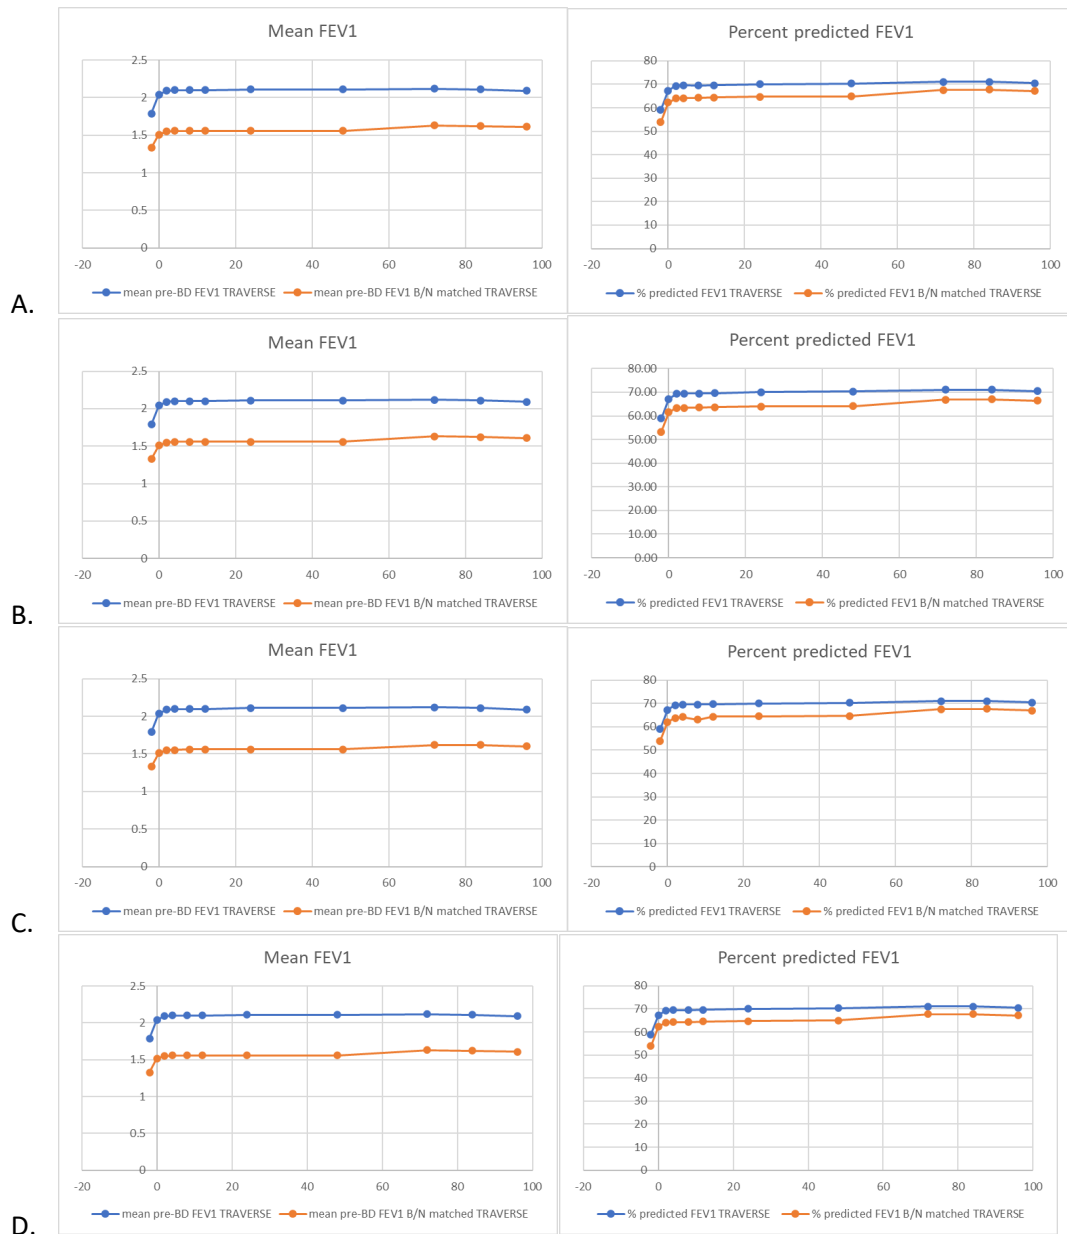 Mean FEV1
2.5
2
1.5
1
0.5
0
-20 0 20 40 60 80 100
mean pre-BD FEV1 TRAVERSE mean pre-BD FEV1 B/N matched TRAVERSE
Percent predicted FEV1
80
70
60
50
40
30
20
10
0
-20 0 20 40 60 80 100
% predicted FEV1 TRAVERSE % predicted FEV1 B/N matched TRAVERSE
A.
Mean FEV1
2.5
2
1.5
1
0.5
0
-20 0 20 40 60 80 100
mean pre-BD FEV1 TRAVERSE mean pre-BD FEV1 B/N matched TRAVERSE
Percent predicted FEV1
80.00
70.00
60.00
50.00
40.00
30.00
20.00
10.00
0.00
-20 0 20 40 60 80 100
% predicted FEV1 TRAVERSE % predicted FEV1 B/N matched TRAVERSE
B.
Mean FEV1
2.5
2
1.5
1
0.5
0
-20 0 20 40 60 80 100
mean pre-BD FEV1 TRAVERSE mean pre-BD FEV1 B/N matched TRAVERSE
Percent predicted FEV1
80
70
60
50
40
30
20
10
0
-20 0 20 40 60 80 100
% predicted FEV1 TRAVERSE % predicted FEV1 B/N matched TRAVERSE
C.
Mean FEV1
2.5
2
1.5
1
0.5
0
-20 0 20 40 60 80 100
mean pre-BD FEV1 TRAVERSE mean pre-BD FEV1 B/N matched TRAVERSE
Percent predicted FEV1
80
70
60
50
40
30
20
10
0
-20 0 20 40 60 80 100
% predicted FEV1 TRAVERSE % predicted FEV1 B/N matched TRAVERSE
D.